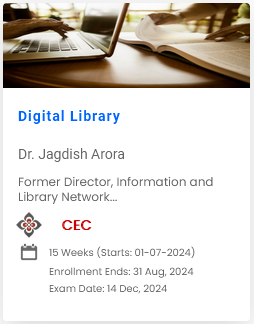 Digital Library
Dr. Jagdish Arora
Former Director, Information and
Library Network...
CEC
15 Weeks (Starts: 01-07-2024)
Enrollment Ends: 31 Aug, 2024
Exam Date: 14 Dec, 2024